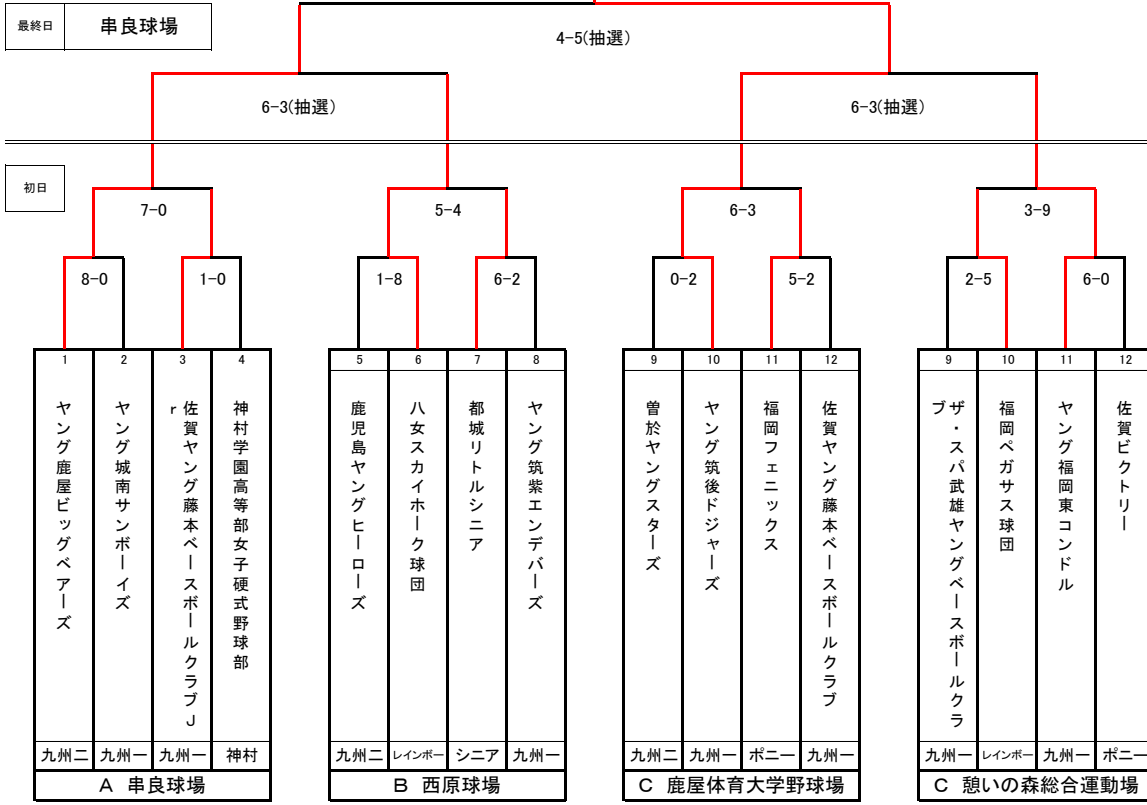 最終日
串良球場
4-5(抽選)
6-3(抽選)
6-3(抽選)
初日
7-0
5-4
6-3
3-9
8-0
1-0
1-8
6-2
0-2
5-2
2-5
6-0
1
2
3
4
5
6
7
8
9
10
11
12
9
10
11
12
ヤング鹿屋ビッグベアーズ
ヤング城南サンボーイズ
佐賀ヤング藤本ベースボールクラブJ
r
神村学園高等部女子硬式野球部
鹿児島ヤングヒーローズ
八女スカイホーク球団
都城リトルシニア
ヤング筑紫エンデバーズ
曽於ヤングスターズ
ヤング筑後ドジャーズ
福岡フェニックス
佐賀ヤング藤本ベースボールクラブ
ザ・スパ武雄ヤングベースボールクラ
ブ
福岡ペガサス球団
ヤング福岡東コンドル
佐賀ビクトリー
九州二
九州一
九州一
神村
九州二
レインボー
シニア
九州一
九州二
九州一
ポニー
九州一
九州一
レインボー
九州一
ポニー
A 串良球場
B 西原球場
C 鹿屋体育大学野球場
C 憩いの森総合運動場